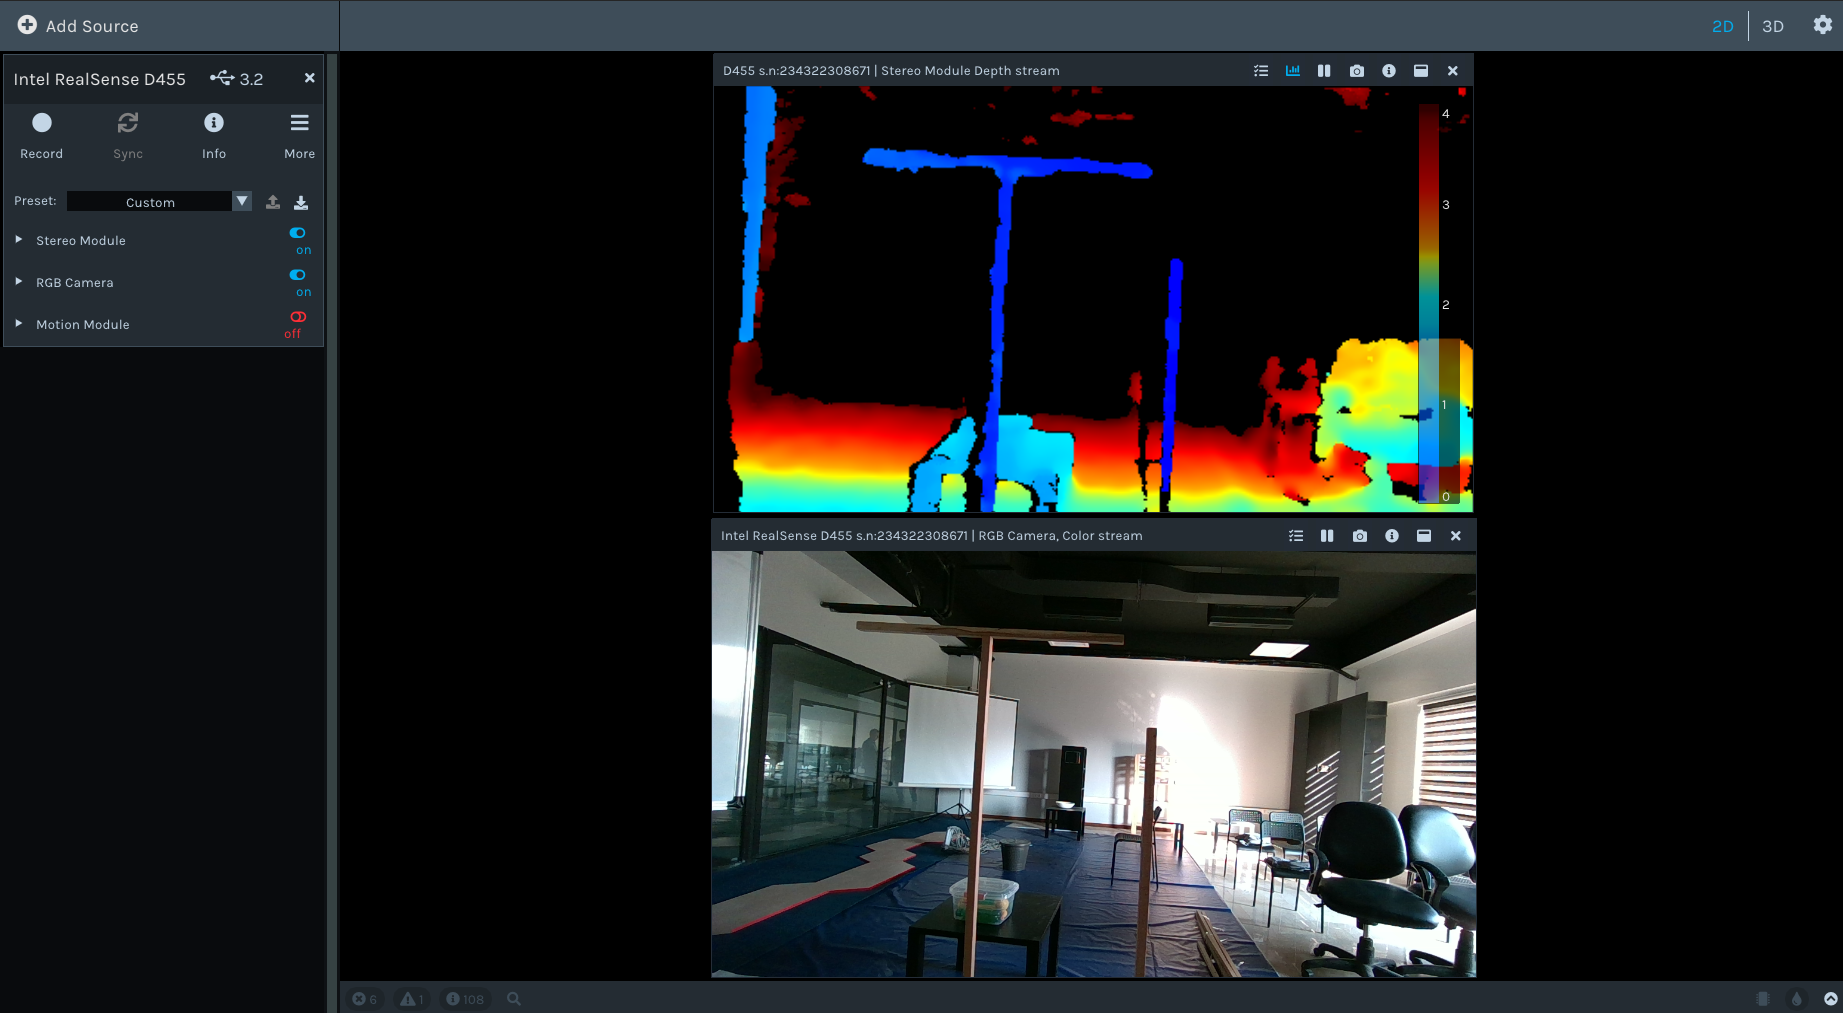 Add Source
2D 3D
Intel RealSense D455 3.2
Record Sync Info More
Preset: Custom
Stereo Module
on
RGB Camera
on
Motion Module
off
D455 s.n:234322308671 | Stereo Module Depth stream
4
3
2
1
0
Intel RealSense D455 s.n:234322308671 | RGB Camera, Color stream
6 1 108